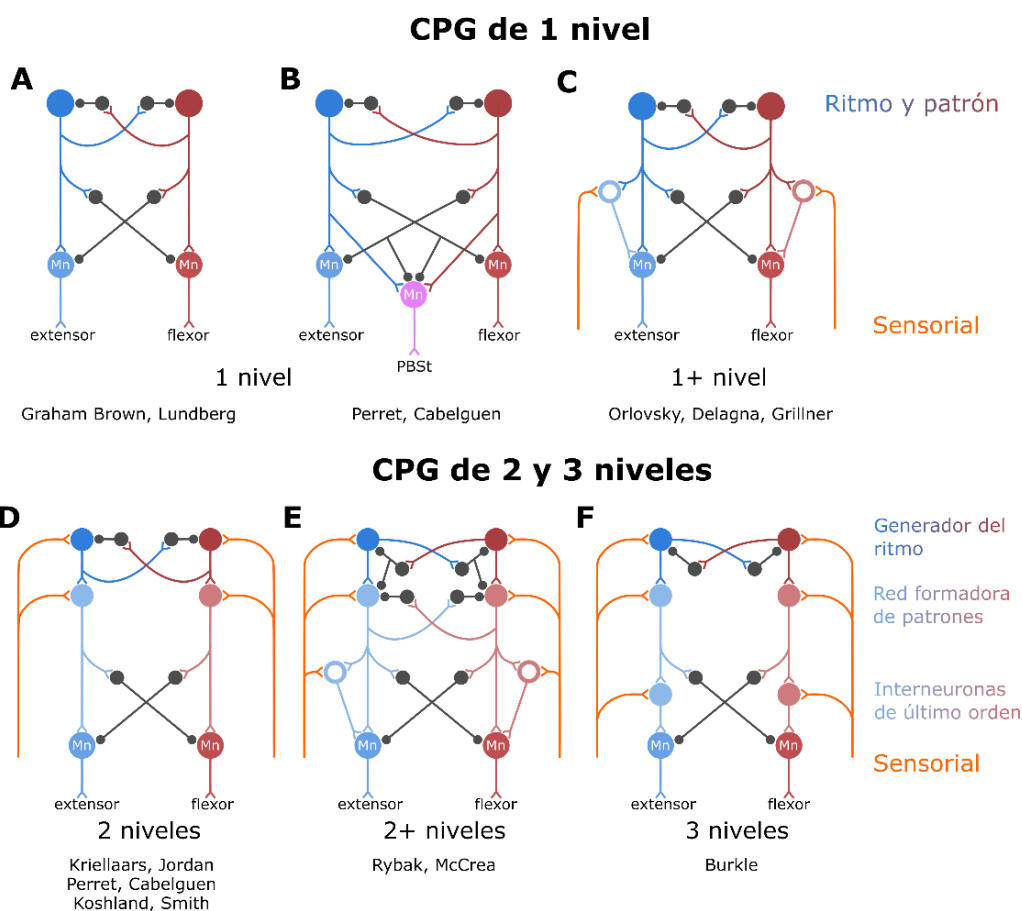 CPG de 1 nivel
A
B
C
Ritmo y patrón
Mn
Mn
Mn
Mn
Mn
Mn
Mn
extensor
flexor
extensor
flexor
extensor
flexor
PBSt
Sensorial
1 nivel
1+ nivel
Graham Brown, Lundberg
Perret, Cabelguen
Orlovsky, Delagna, Grillner
CPG de 2 y 3 niveles
D
E
F
Generador del
ritmo
Red formadora
de patrones
Interneuronas
de último orden
Mn
Mn
Mn
Mn
Mn
Mn
Sensorial
extensor
flexor
extensor
flexor
extensor
flexor
2 niveles
2+ niveles
3 niveles
Kriellaars, Jordan
Perret, Cabelguen
Koshland, Smith
Rybak, McCrea
Burkle